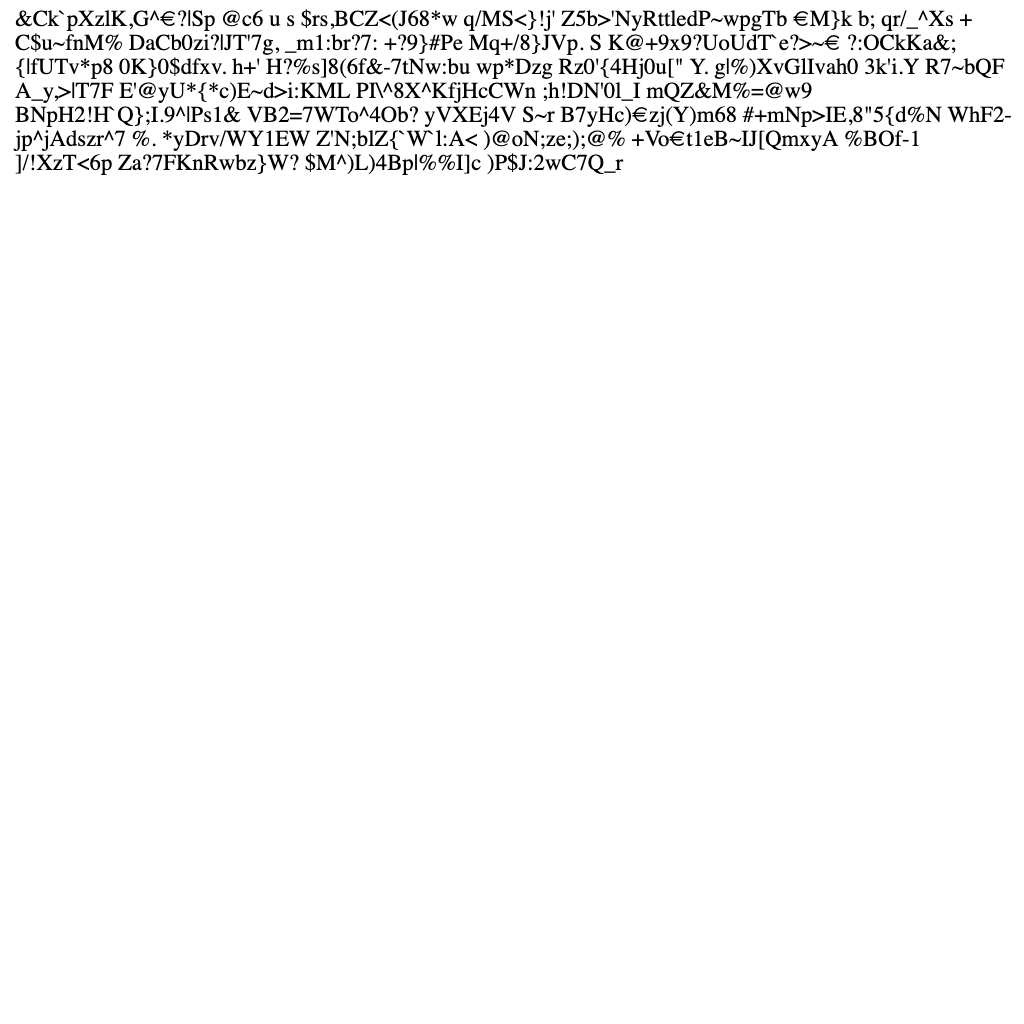 &Ck`pXzlK,G^€?|Sp @c6 u s $rs,BCZ<(J68*w q/MS<}!j' Z5b>'NyRttledP~wpgTb €M}k b; qr/_^Xs +
C$u~fnM% DaCb0zi?|JT'7g, _m1:br?7: +?9}#Pe Mq+/8}JVp. S K@+9x9?UoUdT`e?>~€ ?:OCkKa&;
{|fUTv*p8 0K}0$dfxv. h+' H?%s]8(6f&-7tNw:bu wp*Dzg Rz0'{4Hj0u[" Y. g|%)XvGlIvah0 3k'i.Y R7~bQF
A_y,>|T7F E'@yU*{*c)E~d>i:KML PI\^8X^KfjHcCWn ;h!DN'0l_I mQZ&M%=@w9
BNpH2!H`Q};I.9^|Ps1& VB2=7WTo^4Ob? yVXEj4V S~r B7yHc)€zj(Y)m68 #+mNp>IE,8"5{d%N WhF2-
jp^jAdszr^7 %. *yDrv/WY1EW Z'N;blZ{`W`l:A< )@oN;ze;);@% +Vo€t1eB~IJ[QmxyA %BOf-1
]/!XzT<6p Za?7FKnRwbz}W? $M^)L)4Bp|%%I]c )P$J:2wC7Q_r